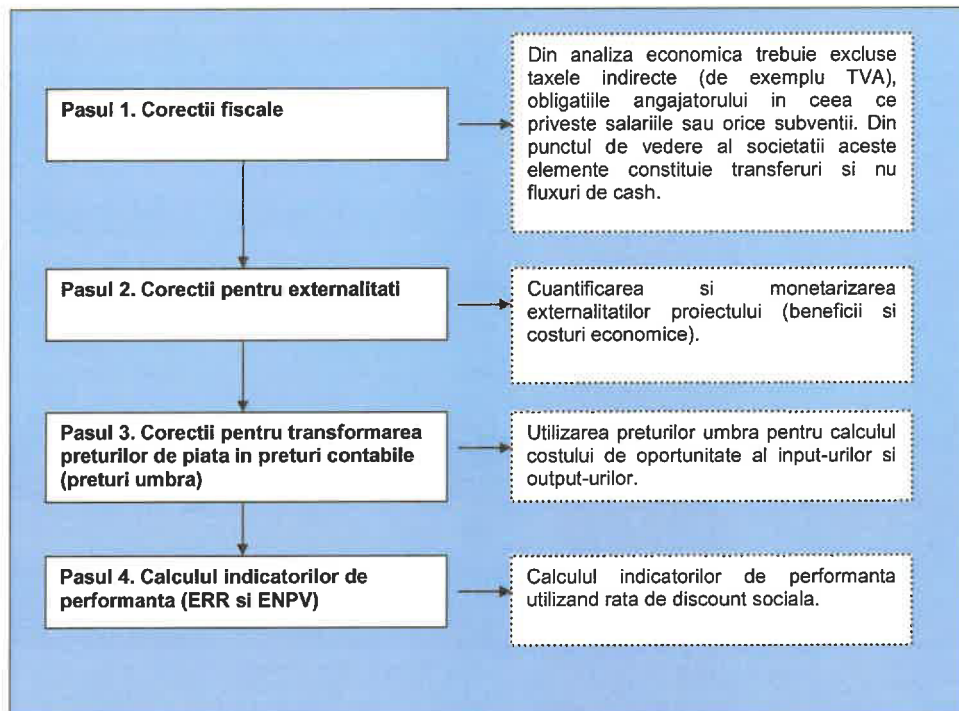 Pasul 1. Corectii fiscale
Din analiza economica trebuie excluse
taxele indirecte (de exemplu TVA),
obligatiile angajatorului in ceea ce
priveste salariile sau orice subventii. Din
punctul de vedere al societatii aceste
elemente constituie transferuri si nu
fluxuri de cash.
Pasul 2. Corectii pentru externalitati
Cuantificarea si monetarizarea
externalitatilor proiectului (beneficii si
costuri economice).
Pasul 3. Corectii pentru transformarea
preturilor de piata in preturi contabile
(preturi umbra)
Utilizarea preturilor umbra pentru calculul
costului de oportunitate al input-urilor si
output-urilor.
Pasul 4. Calculul indicatorilor de
performanta (ERR si ENPV)
Calculul indicatorilor de performanta
utilizand rata de discount sociala.